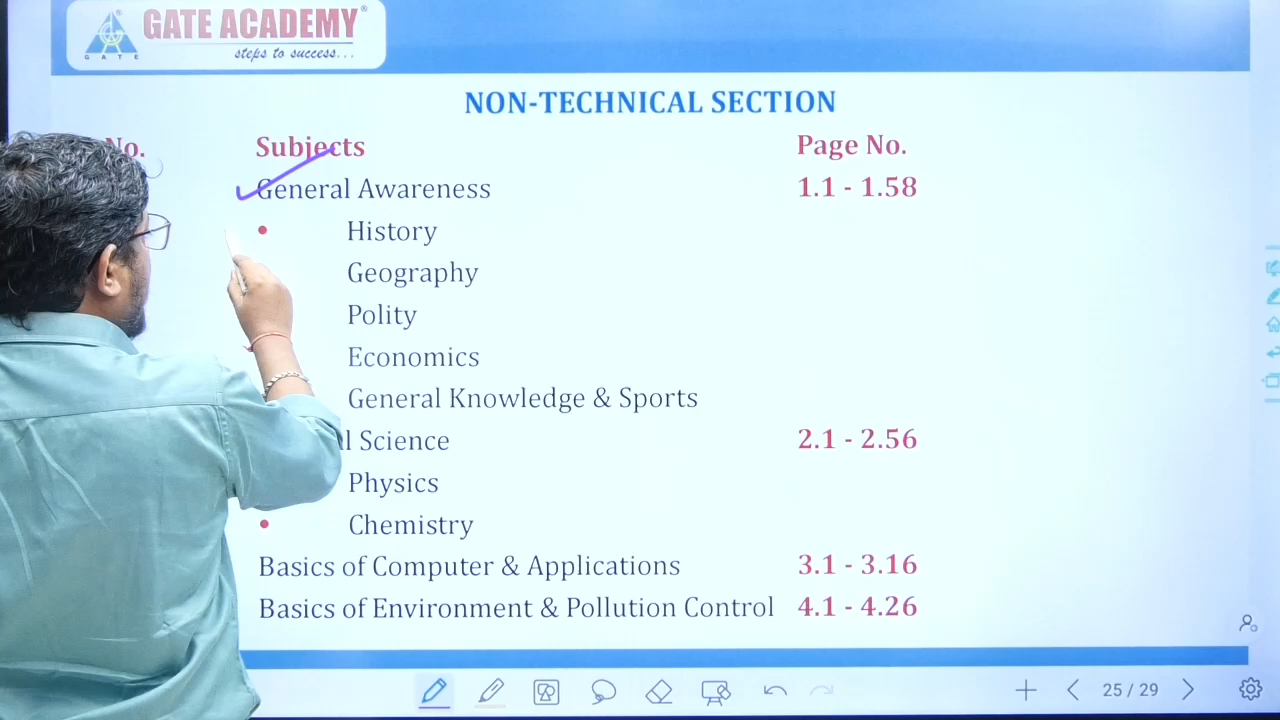 GATE ACADEMY®
steps to success...
GATE
NON-TECHNICAL SECTION
No. Subjects Page No.
General Awareness 1.1 - 1.58
• History
Geography
Polity
Economics
General Knowledge & Sports
Science 2.1 - 2.56
Physics
• Chemistry
Basics of Computer & Applications 3.1 - 3.16
Basics of Environment & Pollution Control 4.1 - 4.26
25 / 29